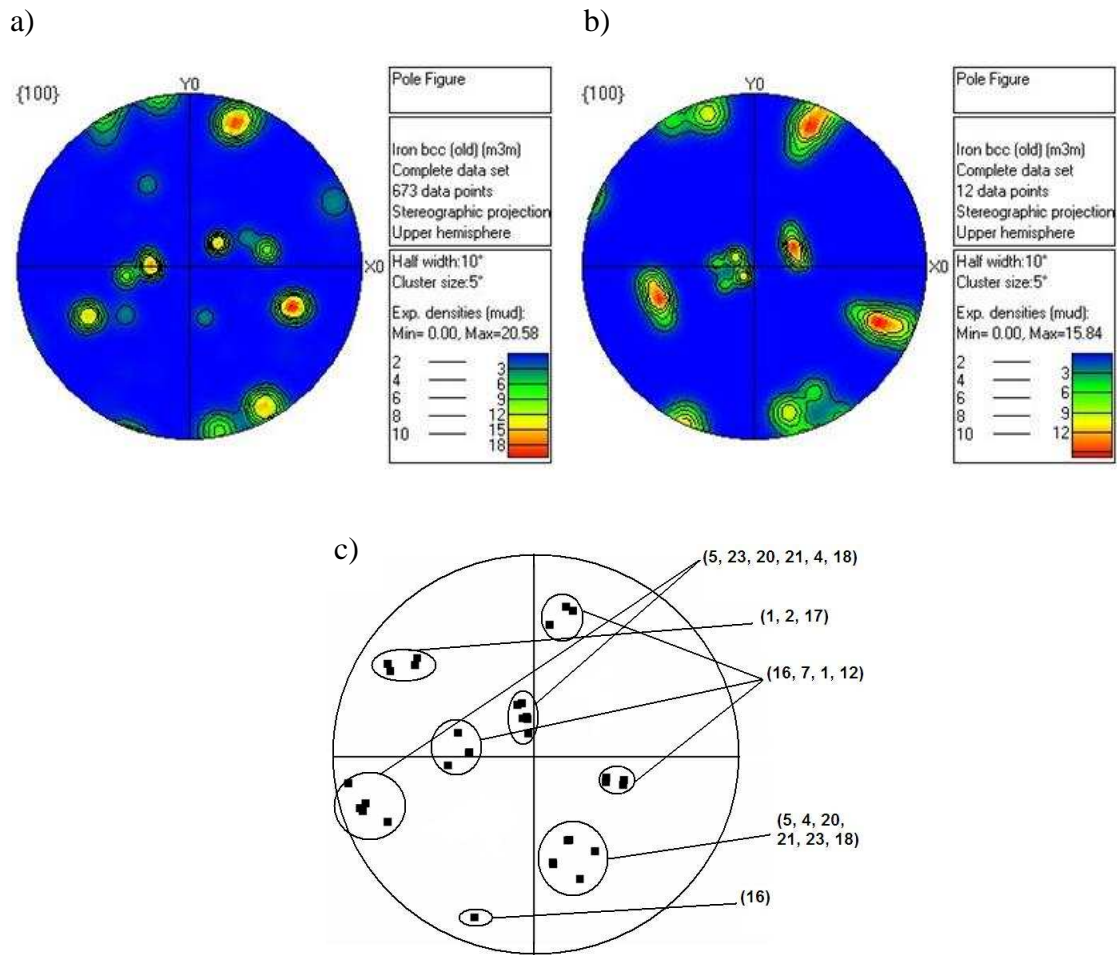 a)
{100}
Y0
X0
Pole Figure
Iron bcc (old) (m3m)
Complete data set
673 data points
Stereographic projection
Upper hemisphere
Half width:10°
Cluster size:5°
Exp. densities (mud):
Min= 0.00, Max=20.58
2
4
6
8
10
3
6
9
12
15
18
b)
{100}
Y0
X0
Pole Figure
Iron bcc (old) (m3m)
Complete data set
12 data points
Stereographic projection
Upper hemisphere
Half width:10°
Cluster size:5°
Exp. densities (mud):
Min= 0.00, Max=15.84
2
4
6
8
10
3
6
9
12
c)
(5, 23, 20, 21, 4, 18)
(1, 2, 17)
(16, 7, 1, 12)
(5, 4, 20,
21, 23, 18)
(16)